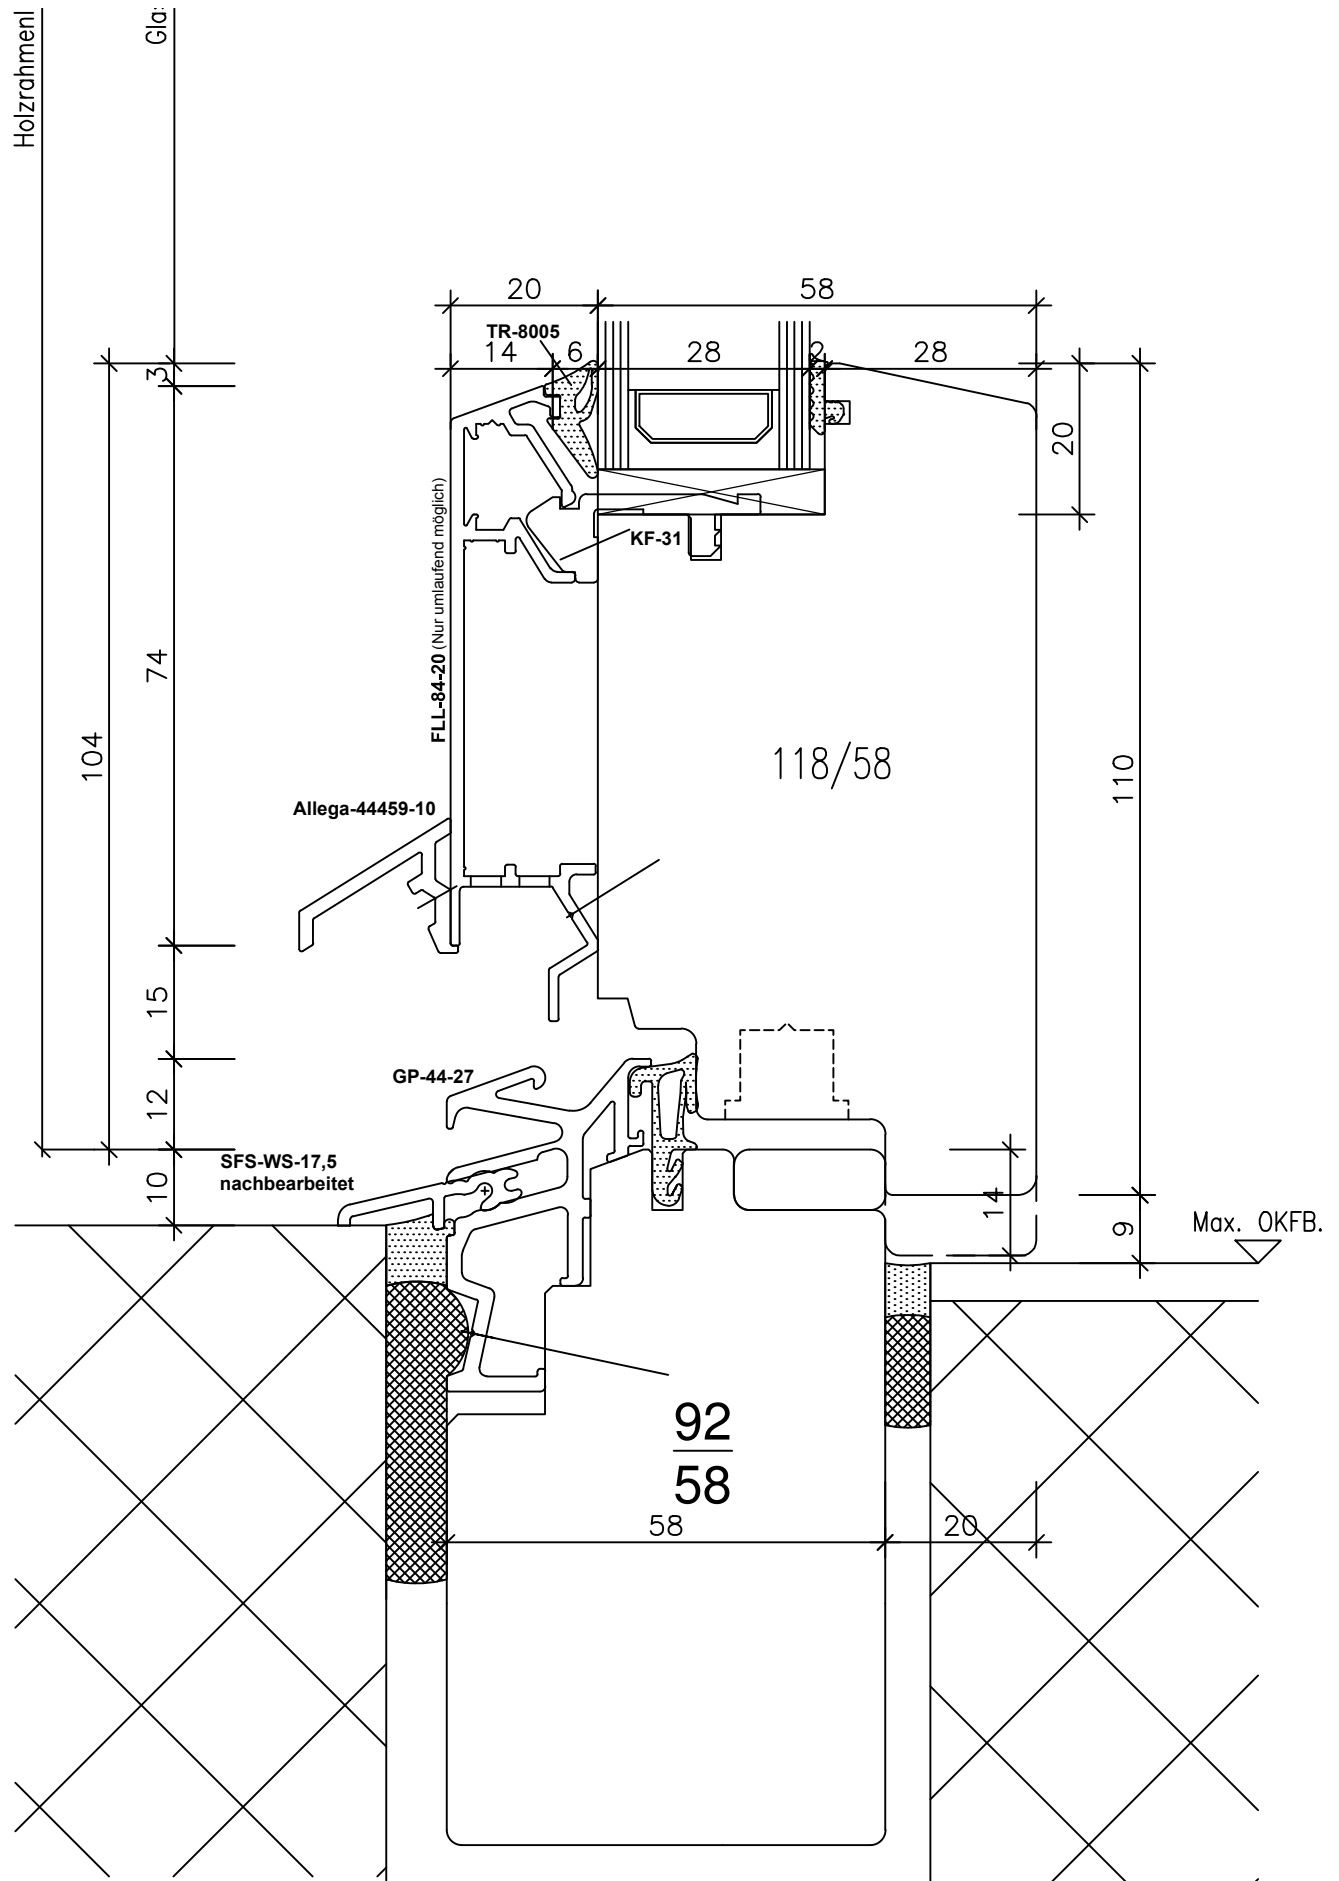 Holzrahmenl
20
58
TR-8005
14
6
28
2
28
3
20
KF-31
FLL-84-20 (Nur umlaufend möglich)
74
104
118/58
110
Allega-44459-10
15
GP-44-27
12
SFS-WS-17,5
nachbearbeitet
10
14
9
Max. OKFB.
92
58
58
20